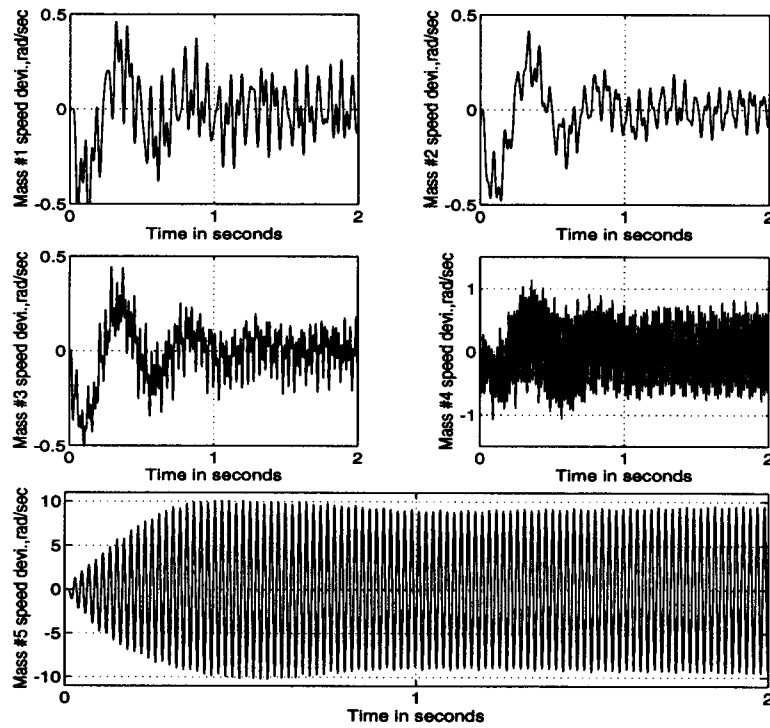 0.5
0.5
Mass #1 speed devi.,rad/sec
Mass #2 speed devi.,rad/sec
0
0
-0.5
-0.5
0 1 2
0 1 2
Time in seconds
Time in seconds
0.5
Mass #3 speed devi.,rad/sec
Mass #4 speed devi.,rad/sec
1
0
0
-1
-0.5
0 1 2
0 1 2
Time in seconds
Time in seconds
Mass #5 speed devi.,rad/sec
10
5
0
-5
-10
0 1 2
Time in seconds